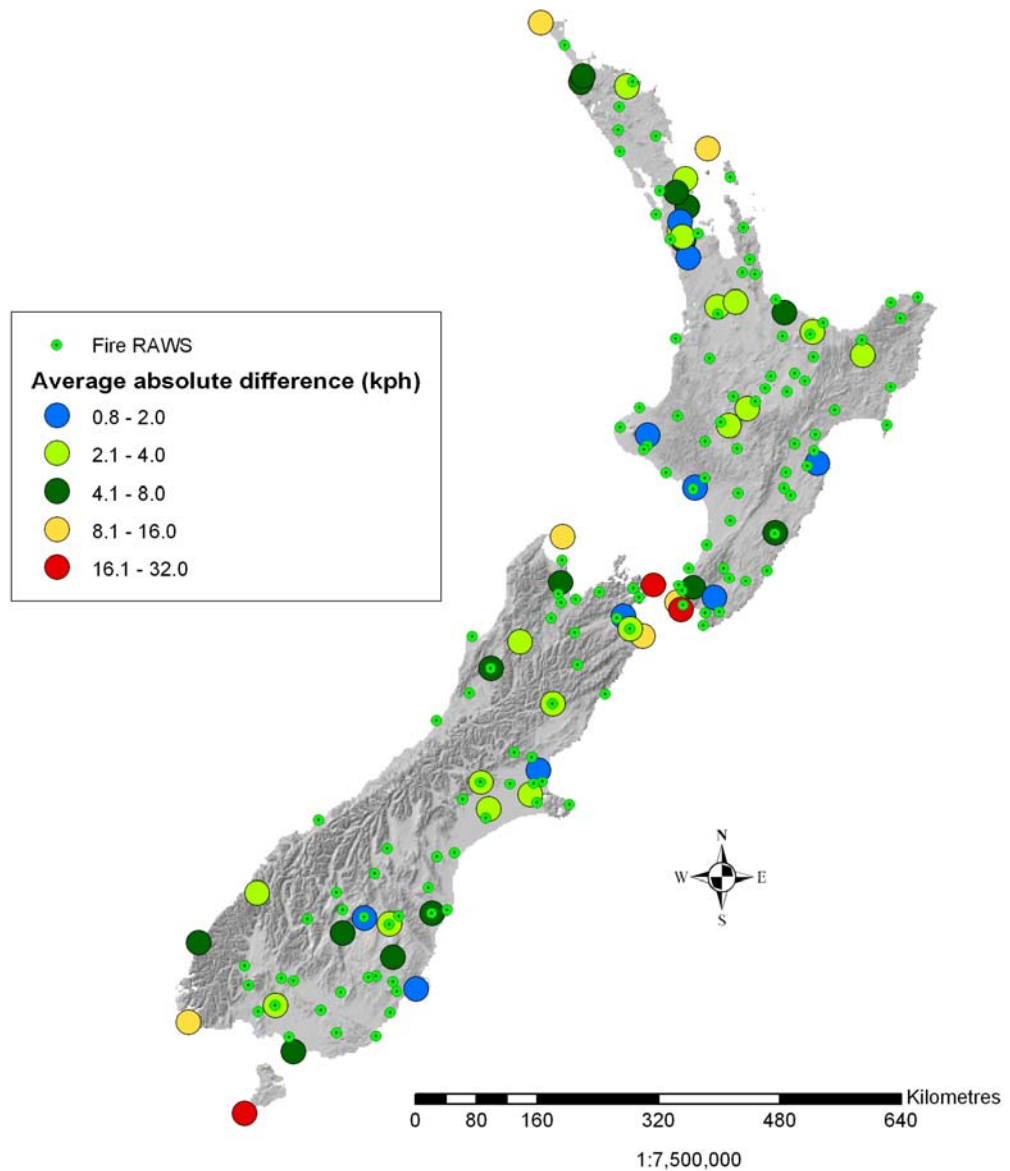 Fire RAWS
Average absolute difference (kph)
0.8 - 2.0
2.1 - 4.0
4.1 - 8.0
8.1 - 16.0
16.1 - 32.0
N
W E
S
Kilometres
0 80 160 320 480 640
1:7,500,000